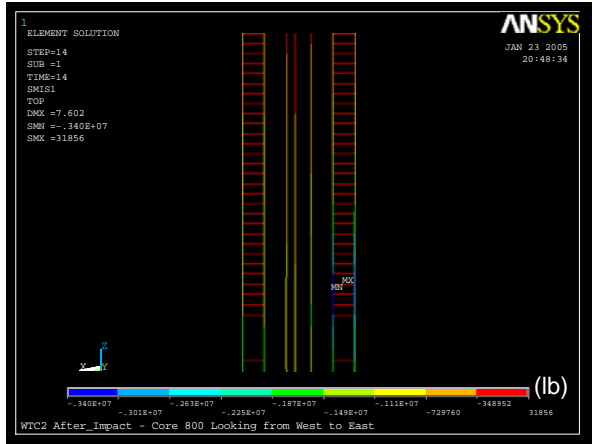 1
ELEMENT SOLUTION
STEP=14
SUB =1
TIME=14
SMIS1
TOP
DMX =7.602
SMN =-.340E+07
SMX =31856
ANSYS
JAN 23 2005
20:48:34
MX
MN
Z
X Y
(lb)
-.340E+07 -.263E+07 -.187E+07 -.111E+07 -348952
-.301E+07 -.225E+07 -.149E+07 -729760 31856
WTC2 After_Impact - Core 800 Looking from West to East